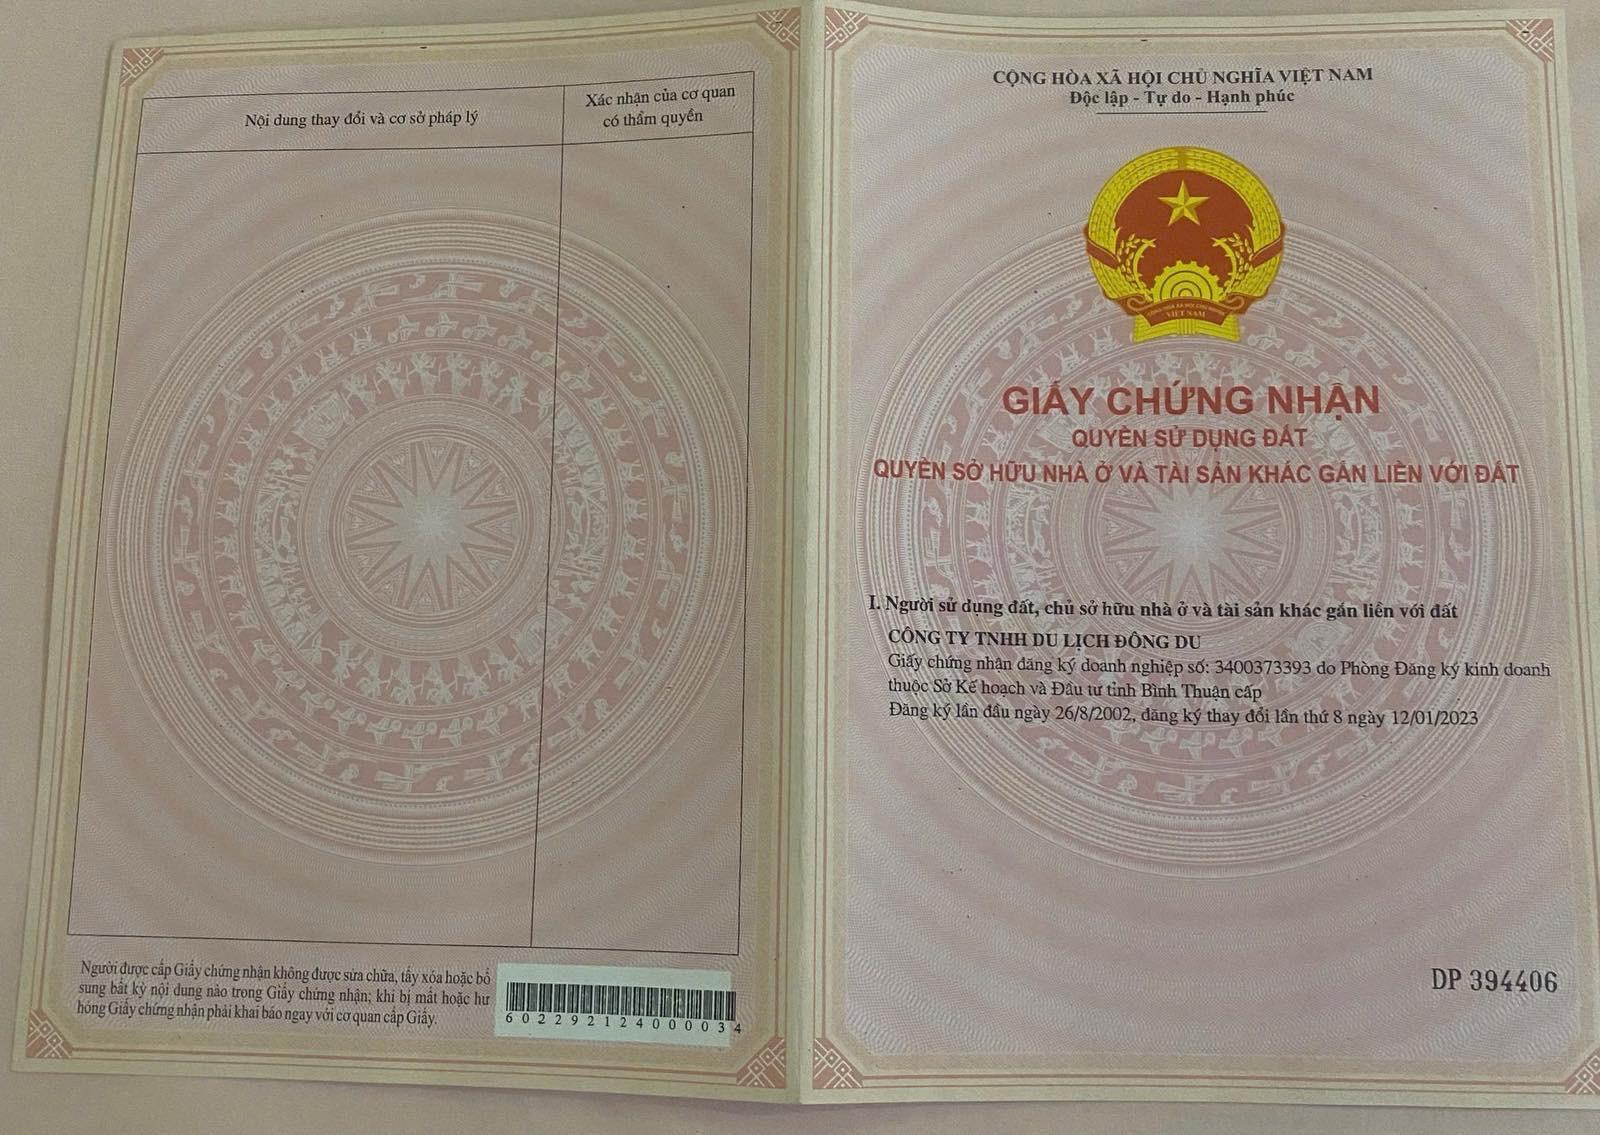 Nội dung thay đổi và cơ sở pháp lý
Xác nhận của cơ quan
có thẩm quyền
Người được cấp Giấy chứng nhận không được sửa chữa, tẩy xóa hoặc bổ
sung bất kỳ nội dung nào trong Giấy chứng nhận; khi bị mất hoặc hư
hỏng Giấy chứng nhận phải khai báo ngay với cơ quan cấp Giấy.
602292124000034
CỘNG HÒA XÃ HỘI CHỦ NGHĨA VIỆT NAM
Độc lập - Tự do - Hạnh phúc
CỘNG HÒA XÃ HỘI CHỦ NGHĨA
VIỆT NAM
GIẤY CHỨNG NHẬN
QUYỀN SỬ DỤNG ĐẤT
QUYỀN SỞ HỮU NHÀ Ở VÀ TÀI SẢN KHÁC GẮN LIỀN VỚI ĐẤT
I. Người sử dụng đất, chủ sở hữu nhà ở và tài sản khác gắn liền với đất
CÔNG TY TNHH DU LỊCH ĐÔNG DU
Giấy chứng nhận đăng ký doanh nghiệp số: 3400373393 do Phòng Đăng ký kinh doanh
thuộc Sở Kế hoạch và Đầu tư tỉnh Bình Thuận cấp
Đăng ký lần đầu ngày 26/8/2002, đăng ký thay đổi lần thứ 8 ngày 12/01/2023
DP 394406